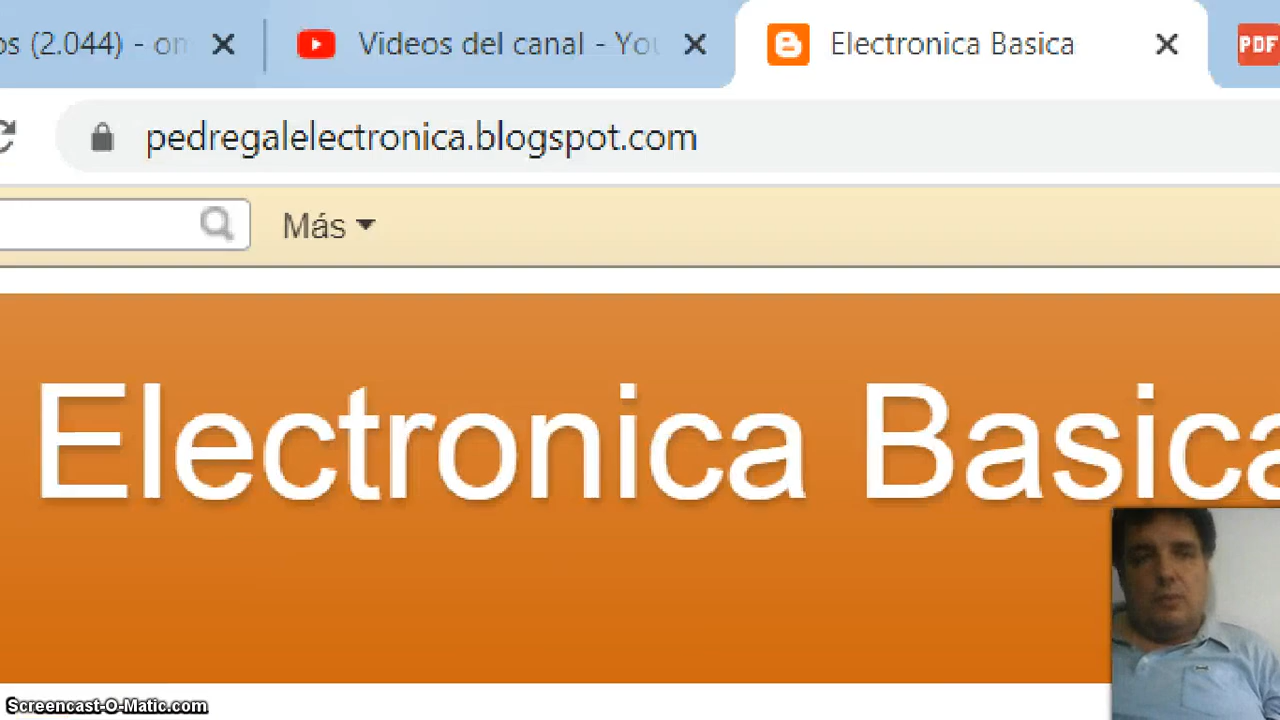 os (2.044) - on
Videos del canal - You
Electronica Basica
PDF
pedregalelectronica.blogspot.com
Más
Electronica Basica
Screencast-O-Matic.com